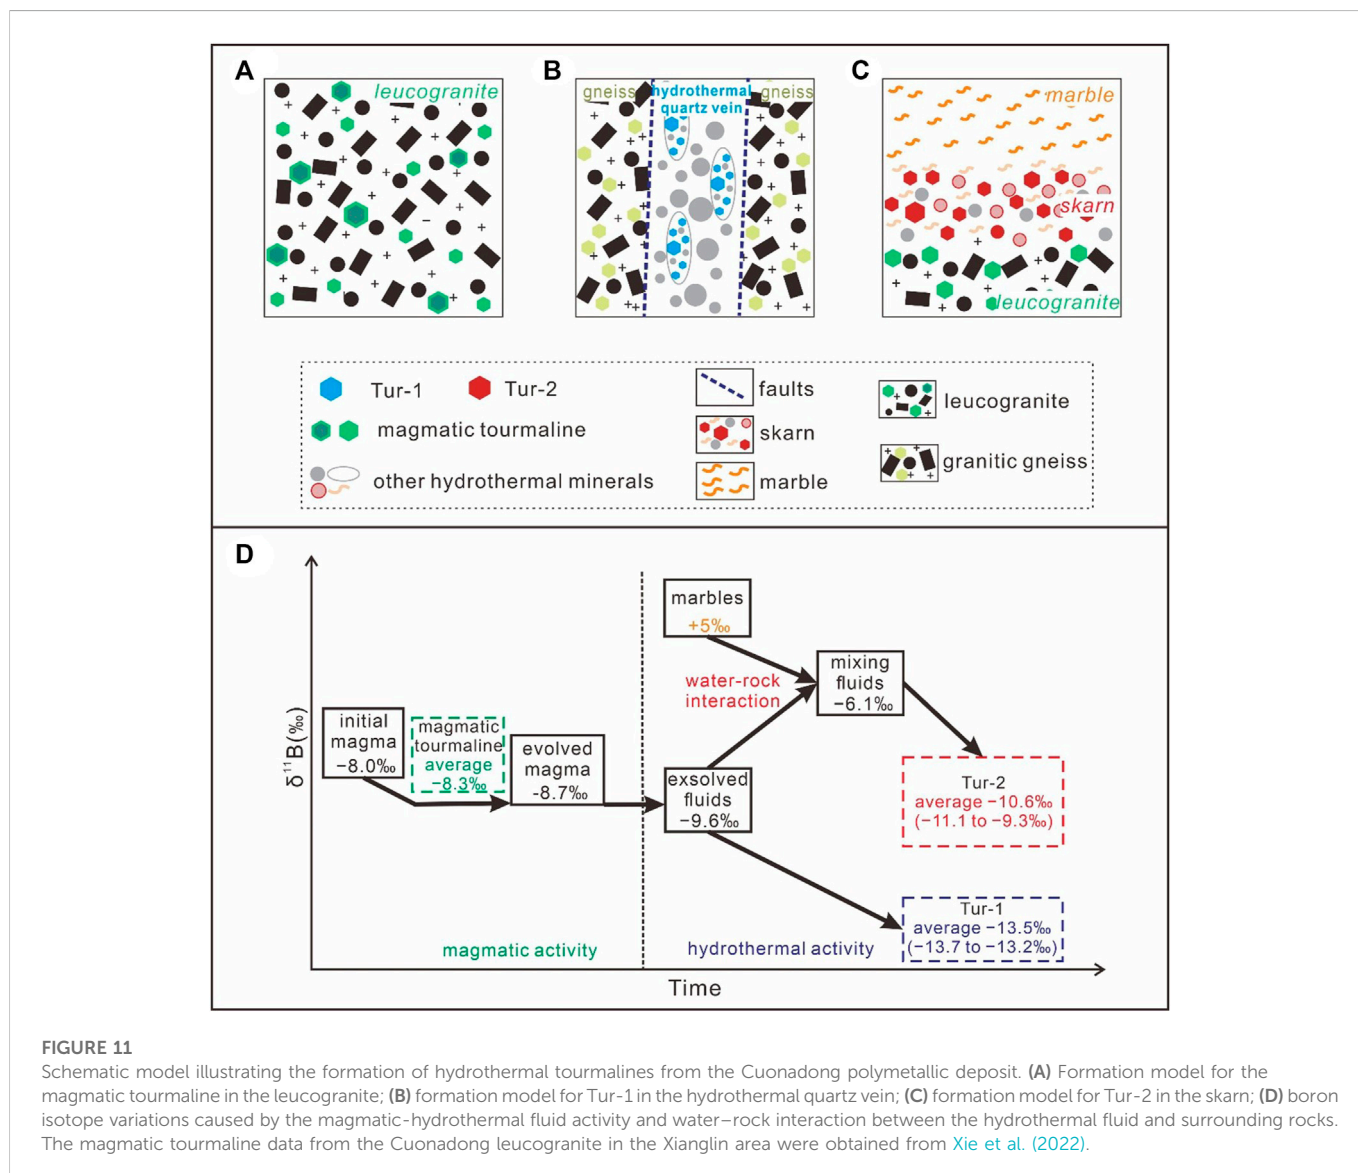 A
leucogranite
B
gneiss
hydrothermal
quartz vein
gneiss
C
marble
skarn
leucogranite
Tur-1
Tur-2
magmatic tourmaline
other hydrothermal minerals
faults
skarn
marble
leucogranite
granitic gneiss
D
δ¹¹B(‰)
initial
magma
−8.0‰
magmatic
tourmaline
average
−8.3‰
evolved
magma
-8.7‰
marbles
+5‰
water-rock
interaction
exsolved
fluids
−9.6‰
mixing
fluids
−6.1‰
Tur-2
average −10.6‰
(−11.1 to −9.3‰)
Tur-1
average −13.5‰
(−13.7 to −13.2‰)
magmatic activity
hydrothermal activity
Time
FIGURE 11
Schematic model illustrating the formation of hydrothermal tourmalines from the Cuonadong polymetallic deposit. (A) Formation model for the
magmatic tourmaline in the leucogranite; (B) formation model for Tur-1 in the hydrothermal quartz vein; (C) formation model for Tur-2 in the skarn; (D) boron
isotope variations caused by the magmatic-hydrothermal fluid activity and water–rock interaction between the hydrothermal fluid and surrounding rocks.
The magmatic tourmaline data from the Cuonadong leucogranite in the Xianglin area were obtained from Xie et al. (2022).